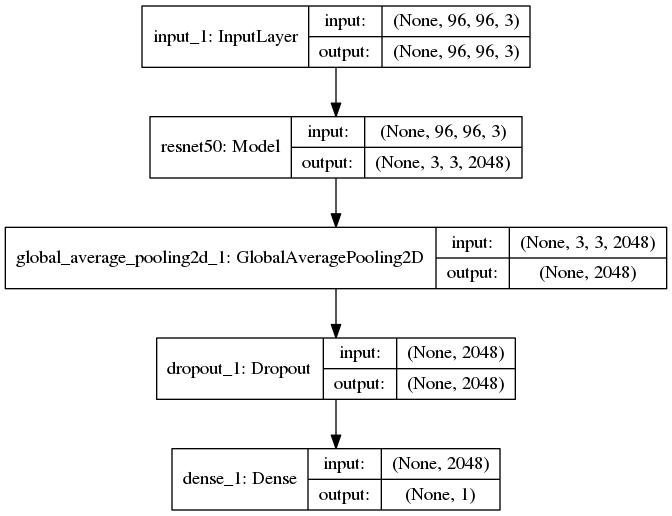 input_1: InputLayer
input: (None, 96, 96, 3)
output: (None, 96, 96, 3)
resnet50: Model
input: (None, 96, 96, 3)
output: (None, 3, 3, 2048)
global_average_pooling2d_1: GlobalAveragePooling2D
input: (None, 3, 3, 2048)
output: (None, 2048)
dropout_1: Dropout
input: (None, 2048)
output: (None, 2048)
dense_1: Dense
input: (None, 2048)
output: (None, 1)